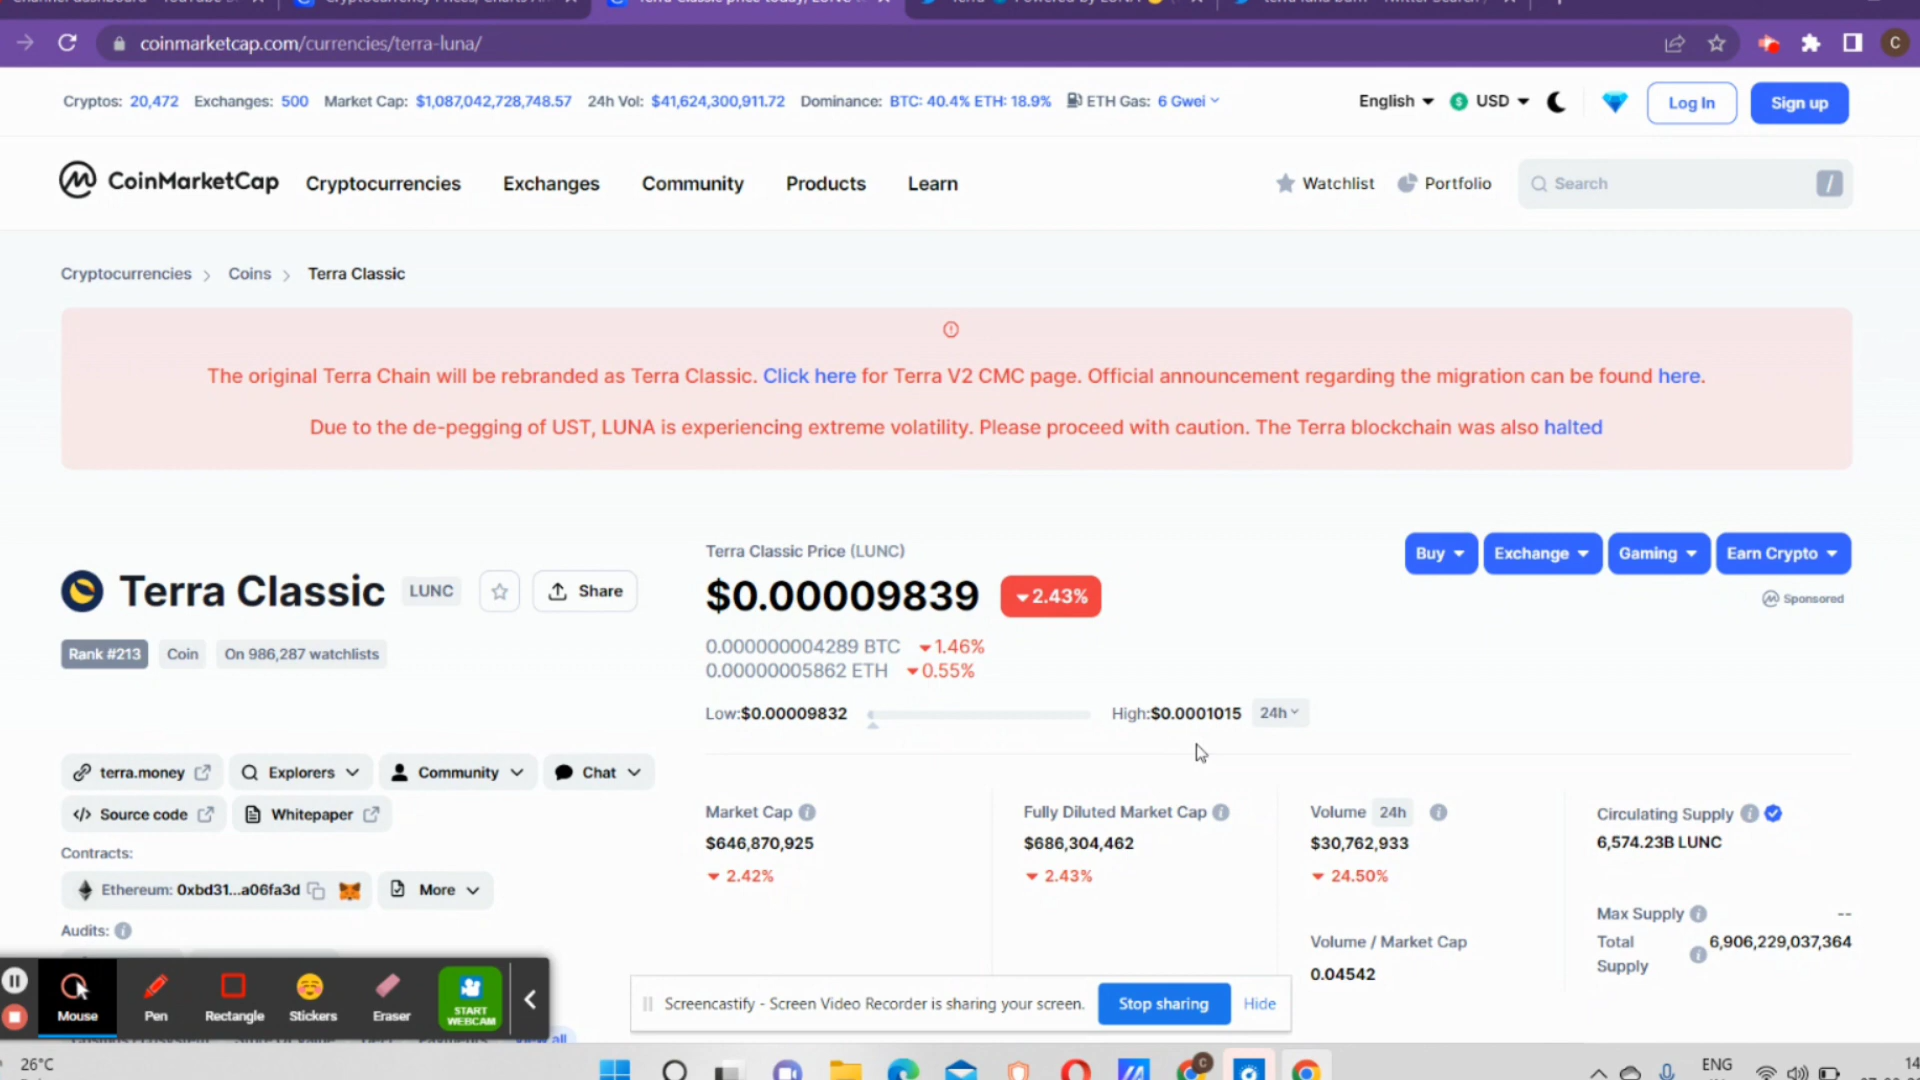 coinmarketcap.com/currencies/terra-luna/
C
Cryptos: 20,472 Exchanges: 500 Market Cap: $1,087,042,728,748.57 24h Vol: $41,624,300,911.72 Dominance: BTC: 40.4% ETH: 18.9% ETH Gas: 6 Gwei
English USD Log In Sign up
CoinMarketCap Cryptocurrencies Exchanges Community Products Learn Watchlist Portfolio Search /
Cryptocurrencies > Coins > Terra Classic
The original Terra Chain will be rebranded as Terra Classic. Click here for Terra V2 CMC page. Official announcement regarding the migration can be found here.
Due to the de-pegging of UST, LUNA is experiencing extreme volatility. Please proceed with caution. The Terra blockchain was also halted
Terra Classic Price (LUNC)
Buy Exchange Gaming Earn Crypto
Terra Classic LUNC Share
$0.00009839 2.43%
Sponsored
Rank #213 Coin On 986,287 watchlists
0.000000004289 BTC 1.46%
0.00000005862 ETH 0.55%
Low:$0.00009832 High:$0.0001015 24h
terra.money Explorers Community Chat
Source code Whitepaper
Contracts:
Ethereum: 0xbd31...a06fa3d More
Audits:
Market Cap
$646,870,925
2.42%
Fully Diluted Market Cap
$686,304,462
2.43%
Volume 24h
$30,762,933
24.50%
Volume / Market Cap
0.04542
Circulating Supply
6,574.23B LUNC
Max Supply --
Total Supply 6,906,229,037,364
Mouse Pen Rectangle Stickers Eraser START WEBCAM
Screencastify - Screen Video Recorder is sharing your screen. Stop sharing Hide
26°C
ENG